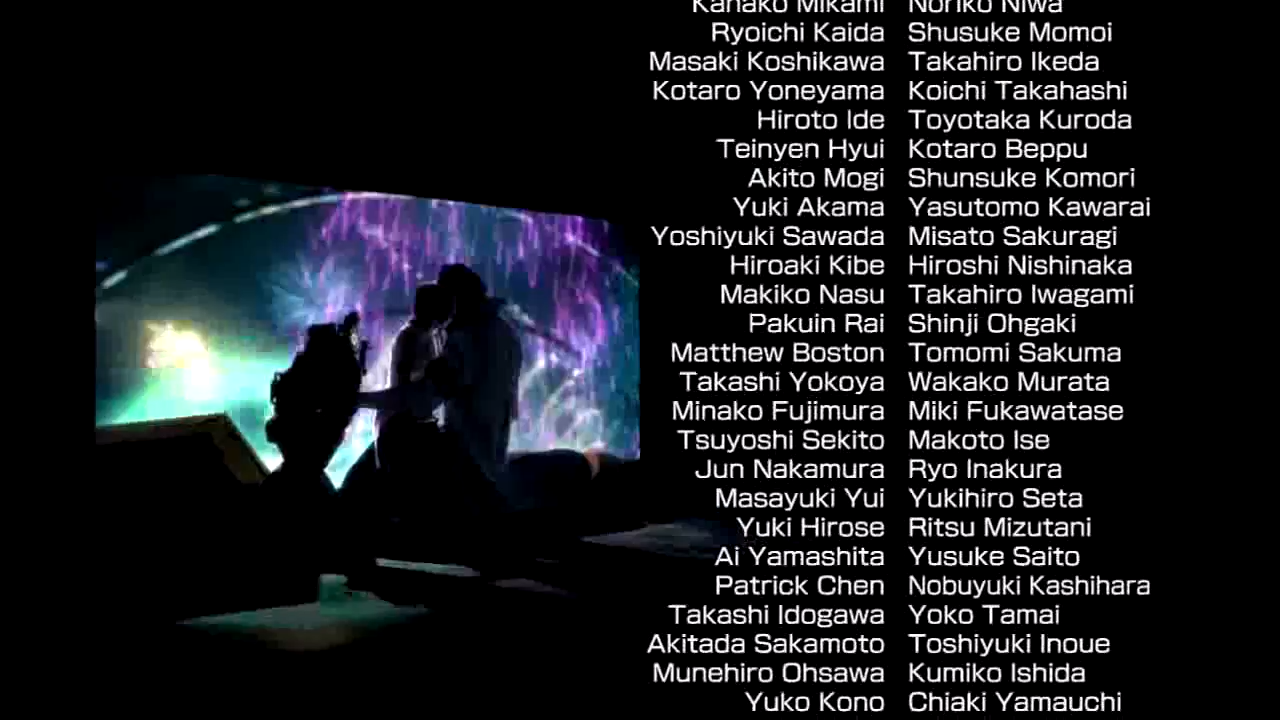 Kanako Mikami Noriko Niwa
Ryoichi Kaida Shusuke Momoi
Masaki Koshikawa Takahiro Ikeda
Kotaro Yoneyama Koichi Takahashi
Hiroto Ide Toyotaka Kuroda
Teinyen Hyui Kotaro Beppu
Akito Mogi Shunsuke Komori
Yuki Akama Yasutomo Kawarai
Yoshiyuki Sawada Misato Sakuragi
Hiroaki Kibe Hiroshi Nishinaka
Makiko Nasu Takahiro Iwagami
Pakuin Rai Shinji Ohgaki
Matthew Boston Tomomi Sakuma
Takashi Yokoya Wakako Murata
Minako Fujimura Miki Fukawatase
Tsuyoshi Sekito Makoto Ise
Jun Nakamura Ryo Inakura
Masayuki Yui Yukihiro Seta
Yuki Hirose Ritsu Mizutani
Ai Yamashita Yusuke Saito
Patrick Chen Nobuyuki Kashihara
Takashi Idogawa Yoko Tamai
Akitada Sakamoto Toshiyuki Inoue
Munehiro Ohsawa Kumiko Ishida
Yuko Kono Chiaki Yamauchi